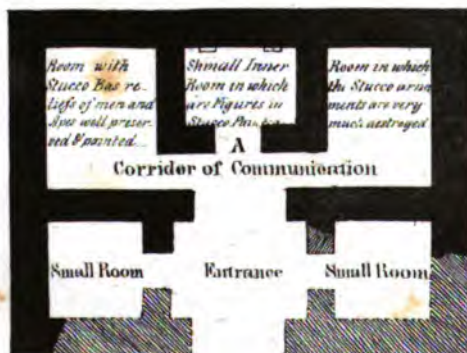 Room with
Stucco Bas re-
liefs of men and
Apes well preser-
ved & painted
Shmall Inner
Room in which
are Figures in
Stucco
Room in which
the Stucco orna
ments are very
much destroyed
A
Corridor of Communication
Small Room
Entrance
Small Room